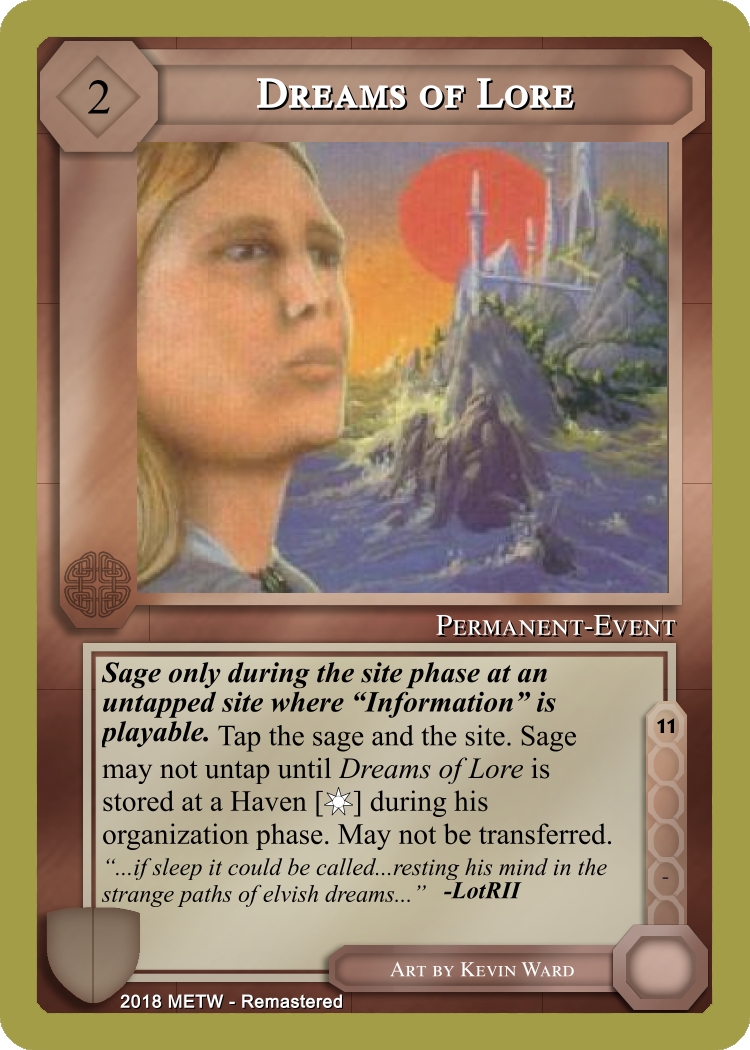 2
Dreams of Lore
Permanent-Event
Sage only during the site phase at an
untapped site where “Information” is
playable. Tap the sage and the site. Sage
may not untap until Dreams of Lore is
stored at a Haven [☼] during his
organization phase. May not be transferred.
“...if sleep it could be called...resting his mind in the
strange paths of elvish dreams...” -LotRII
11
-
Art by Kevin Ward
2018 METW - Remastered